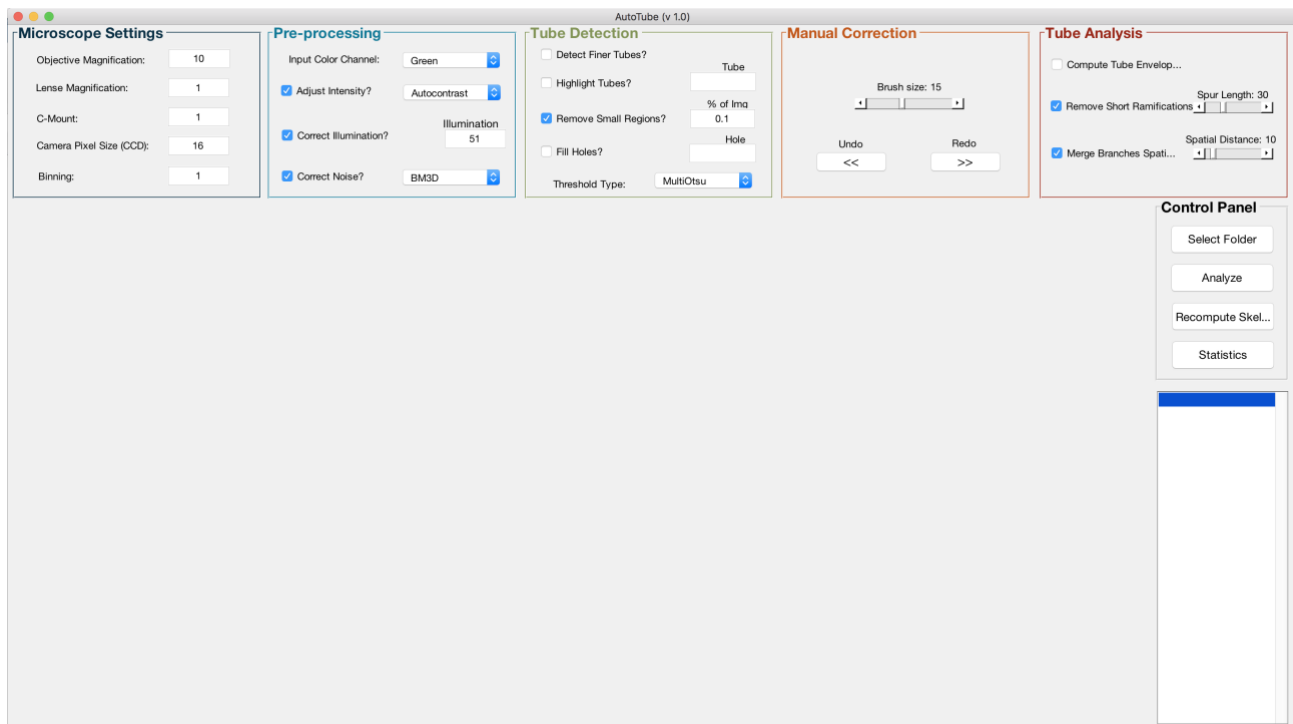 AutoTube (v 1.0)
Microscope Settings
Objective Magnification: 10
Lense Magnification: 1
C-Mount: 1
Camera Pixel Size (CCD): 16
Binning: 1
Pre-processing
Input Color Channel: Green
Adjust Intensity? Autocontrast
Illumination
Correct Illumination? 51
Correct Noise? BM3D
Tube Detection
Detect Finer Tubes?
Tube
Highlight Tubes?
% of Img
Remove Small Regions? 0.1
Hole
Fill Holes?
Threshold Type: MultiOtsu
Manual Correction
Brush size: 15
Undo Redo
<< >>
Tube Analysis
Compute Tube Envelop...
Spur Length: 30
Remove Short Ramifications
Spatial Distance: 10
Merge Branches Spati...
Control Panel
Select Folder
Analyze
Recompute Skel...
Statistics